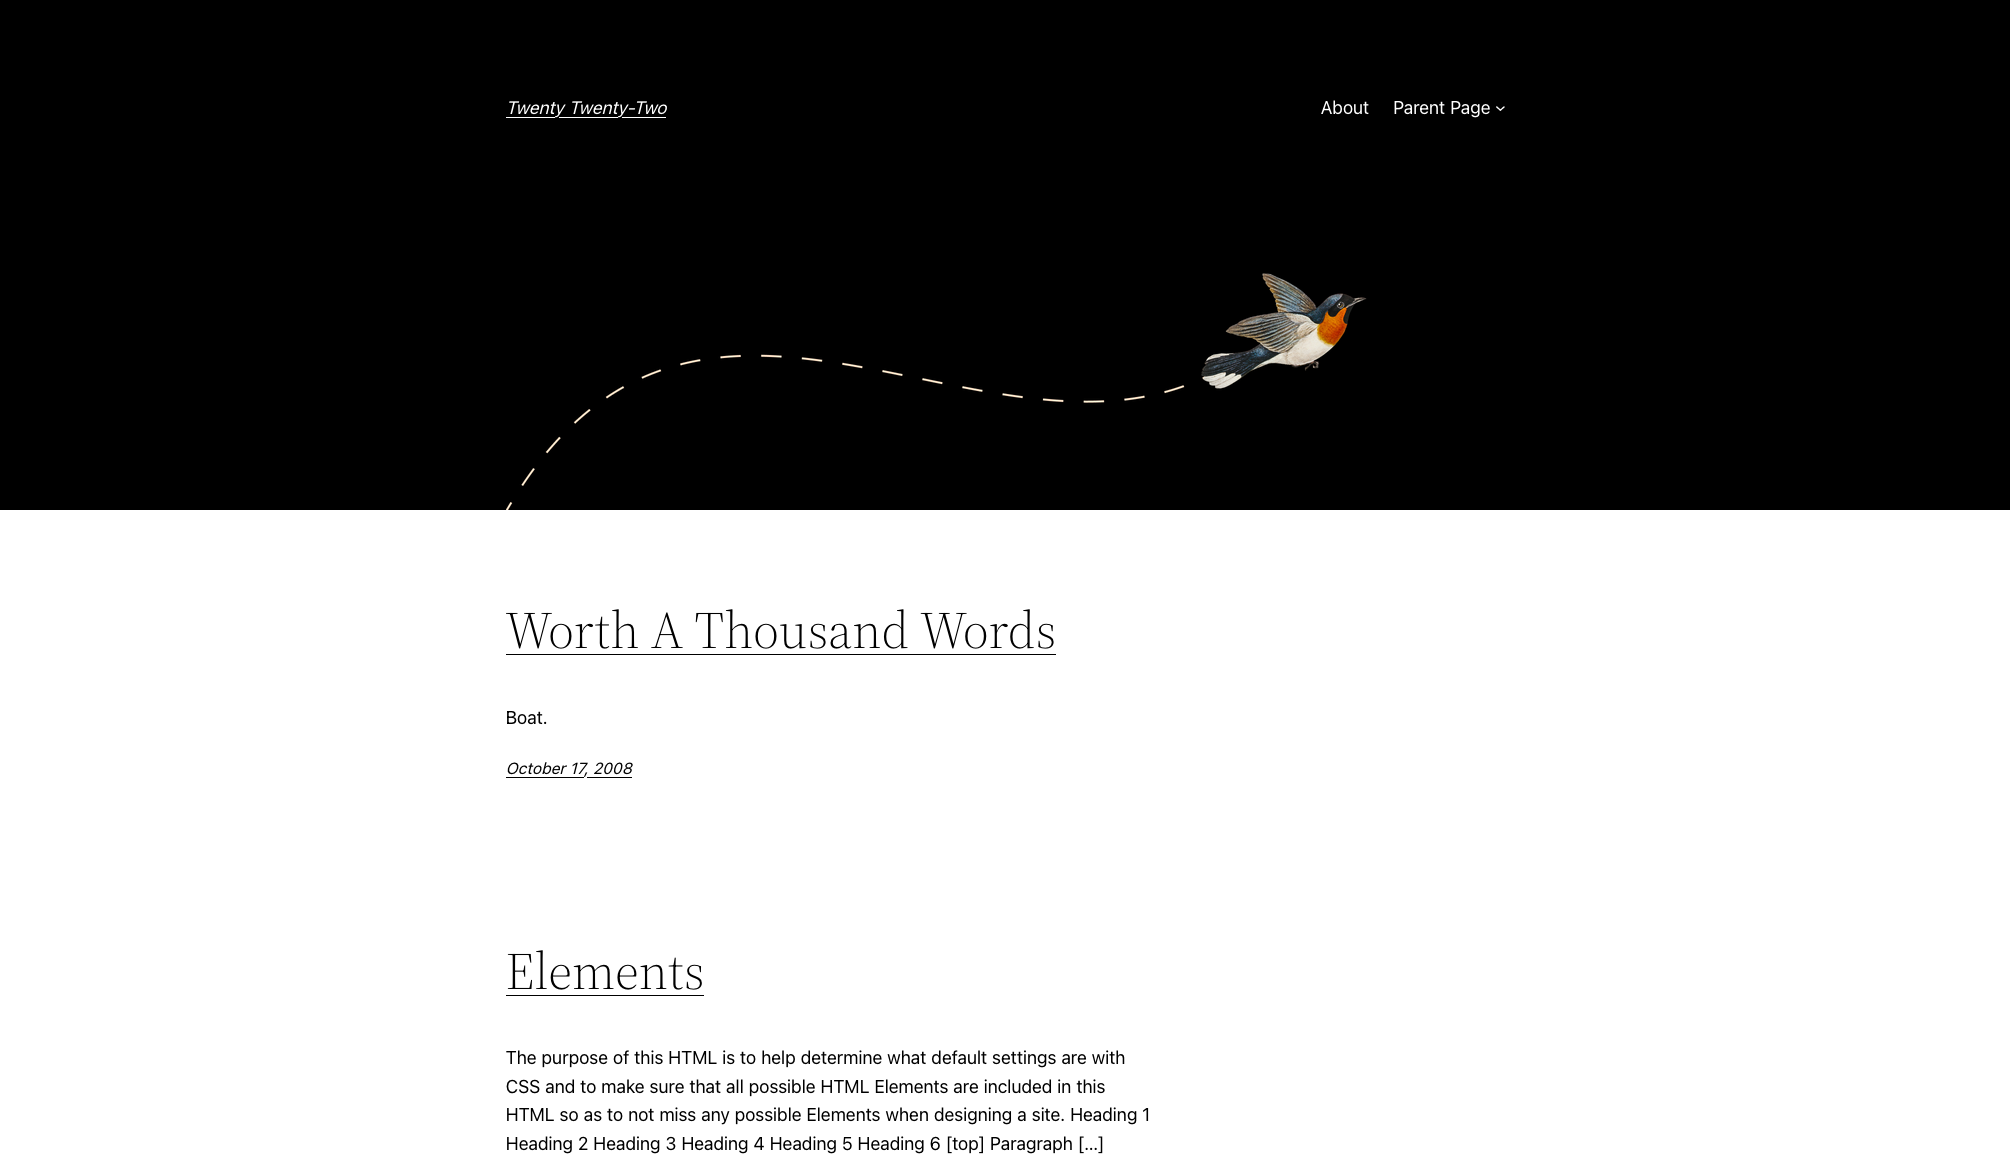 Twenty Twenty-Two
About Parent Page
Worth A Thousand Words
Boat.
October 17, 2008
Elements
The purpose of this HTML is to help determine what default settings are with
CSS and to make sure that all possible HTML Elements are included in this
HTML so as to not miss any possible Elements when designing a site. Heading 1
Heading 2 Heading 3 Heading 4 Heading 5 Heading 6 [top] Paragraph […]